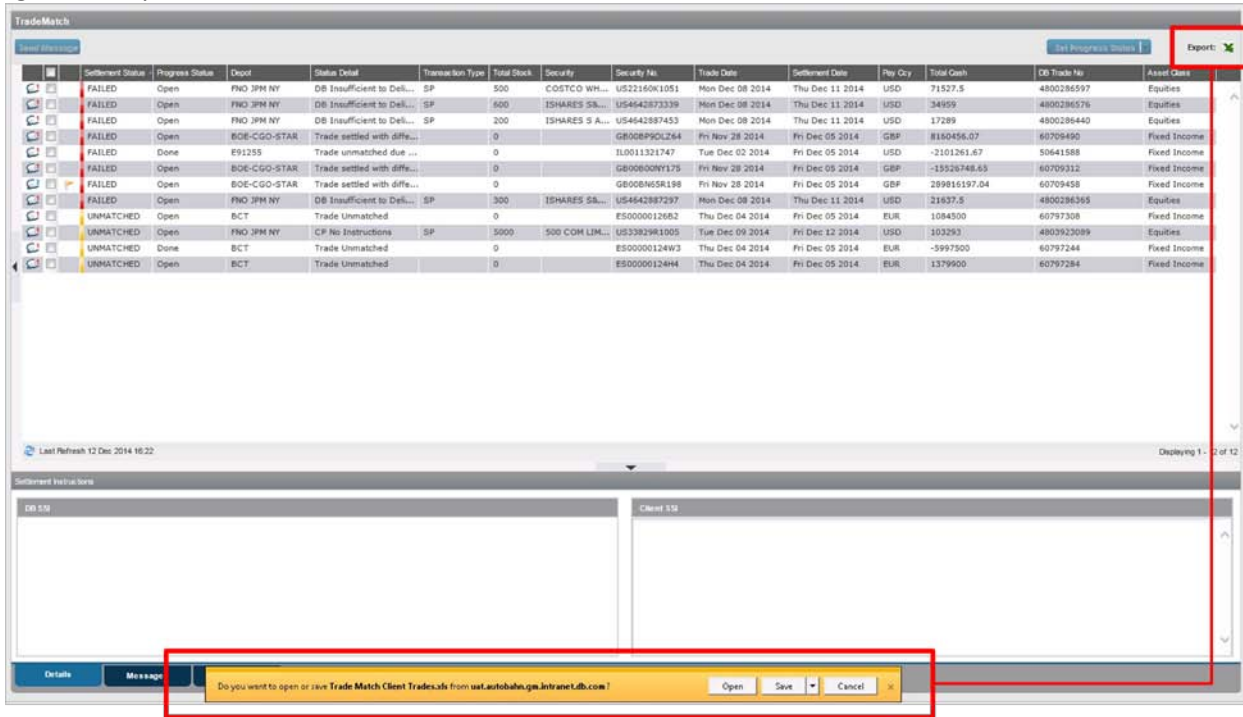 TradeMatch
Send Message
Set Progress Status
Export:
Settlement Status Progress Status Depot Status Detail Transaction Type Total Stock Security Security No Trade Date Settlement Date Pay Ccy Total Cash DB Trade No Asset Class
FAILED Open FNO JPM NY DB Insufficient to Deli... SP 500 COSTCO WH... US22160K1051 Mon Dec 08 2014 Thu Dec 11 2014 USD 71527.5 4800286597 Equities
FAILED Open FNO JPM NY DB Insufficient to Deli... SP 600 ISHARES S&... US4642873339 Mon Dec 08 2014 Thu Dec 11 2014 USD 34959 4800286576 Equities
FAILED Open FNO JPM NY DB Insufficient to Deli... SP 200 ISHARES S A... US4642887453 Mon Dec 08 2014 Thu Dec 11 2014 USD 17289 4800286440 Equities
FAILED Open BOE-CGO-STAR Trade settled with diffe... 0 Fri Nov 28 2014 Fri Dec 05 2014 GBP 8160456.07 60709490 Fixed Income
FAILED Done E91255 Trade unmatched due ... 0 IL0011321747 Tue Dec 02 2014 Fri Dec 05 2014 USD -2101261.67 50641588 Fixed Income
FAILED Open BOE-CGO-STAR Trade settled with diffe... 0 GB00B00NY175 Fri Nov 28 2014 Fri Dec 05 2014 GBP -15526748.65 60709312 Fixed Income
FAILED Open BOE-CGO-STAR Trade settled with diffe... 0 GB00BN65R198 Fri Nov 28 2014 Fri Dec 05 2014 GBP 289816197.04 60709458 Fixed Income
FAILED Open FNO JPM NY DB Insufficient to Deli... SP 300 ISHARES S&... US4642887297 Mon Dec 08 2014 Thu Dec 11 2014 USD 21637.5 4800286365 Equities
UNMATCHED Open BCT Trade Unmatched 0 ES00000126B2 Thu Dec 04 2014 Fri Dec 05 2014 EUR 1084500 60797308 Fixed Income
UNMATCHED Open FNO JPM NY CP No Instructions SP 5000 500 COM LIM... US33829R1005 Tue Dec 09 2014 Fri Dec 12 2014 USD 103293 4803923089 Equities
UNMATCHED Done BCT Trade Unmatched 0 ES00000124W3 Thu Dec 04 2014 Fri Dec 05 2014 EUR -5997500 60797244 Fixed Income
UNMATCHED Open BCT Trade Unmatched 0 ES00000124H4 Thu Dec 04 2014 Fri Dec 05 2014 EUR 1379900 60797284 Fixed Income
Last Refresh 12 Dec 2014 16:22
Displaying 1 - 12 of 12
Settlement Instructions
DB SSI
Client SSI
Details
Message
Do you want to open or save Trade Match Client Trades.xls from uat.autobahn.gm.intranet.db.com?
Open
Save
Cancel
x